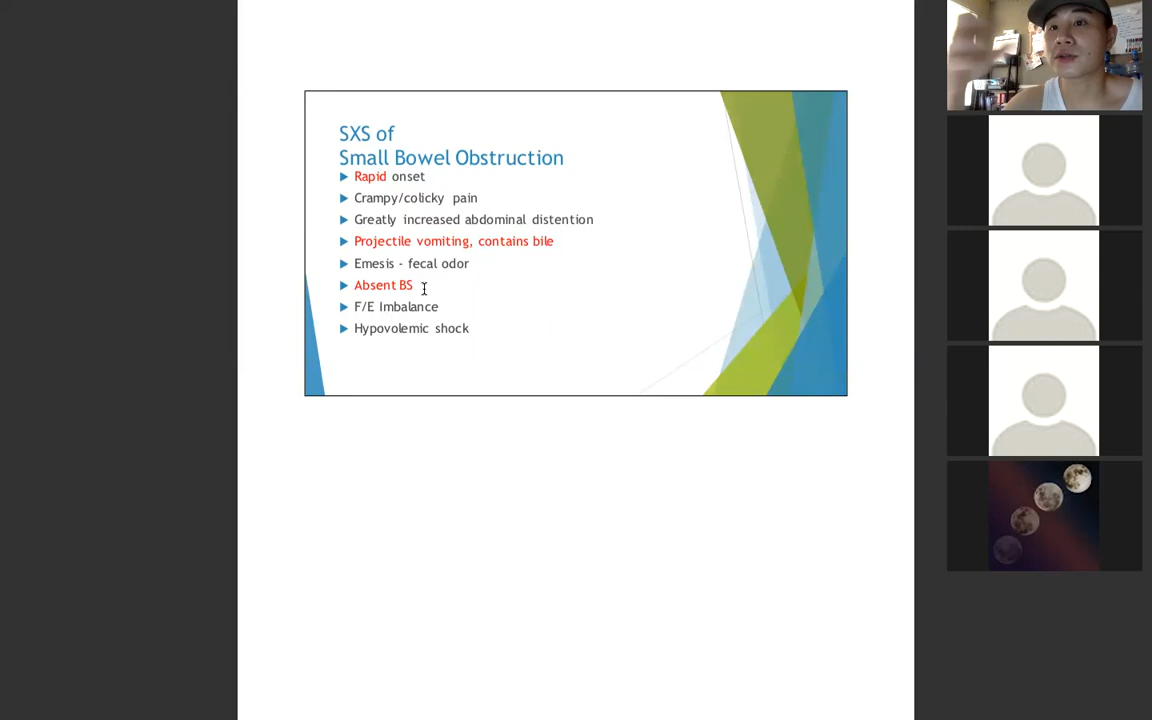 SXS of
Small Bowel Obstruction
Rapid onset
Crampy/colicky pain
Greatly increased abdominal distention
Projectile vomiting, contains bile
Emesis - fecal odor
Absent BS
F/E Imbalance
Hypovolemic shock